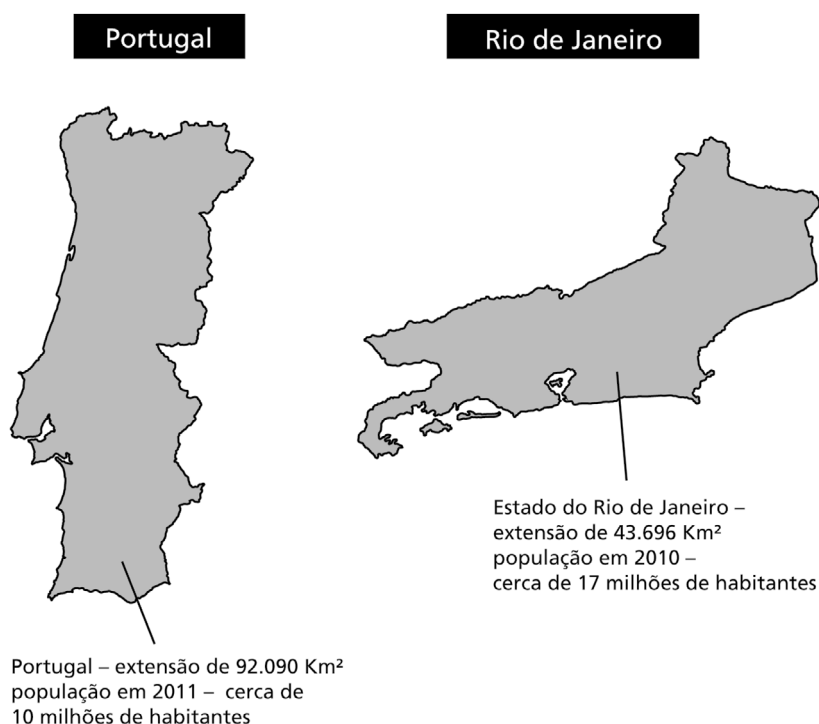 Portugal
Rio de Janeiro
Estado do Rio de Janeiro –
extensão de 43.696 Km²
população em 2010 –
cerca de 17 milhões de habitantes
Portugal – extensão de 92.090 Km²
população em 2011 – cerca de
10 milhões de habitantes